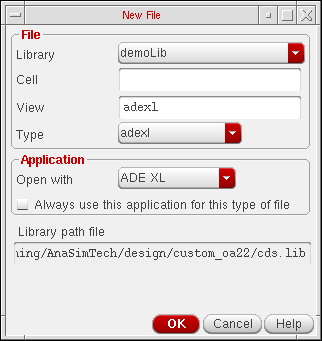 New File
File
Library demoLib
Cell
View adexl
Type adexl
Application
Open with ADE XL
Always use this application for this type of file
Library path file
ning/AnaSimTech/design/custom_oa22/cds.lib
OK Cancel Help